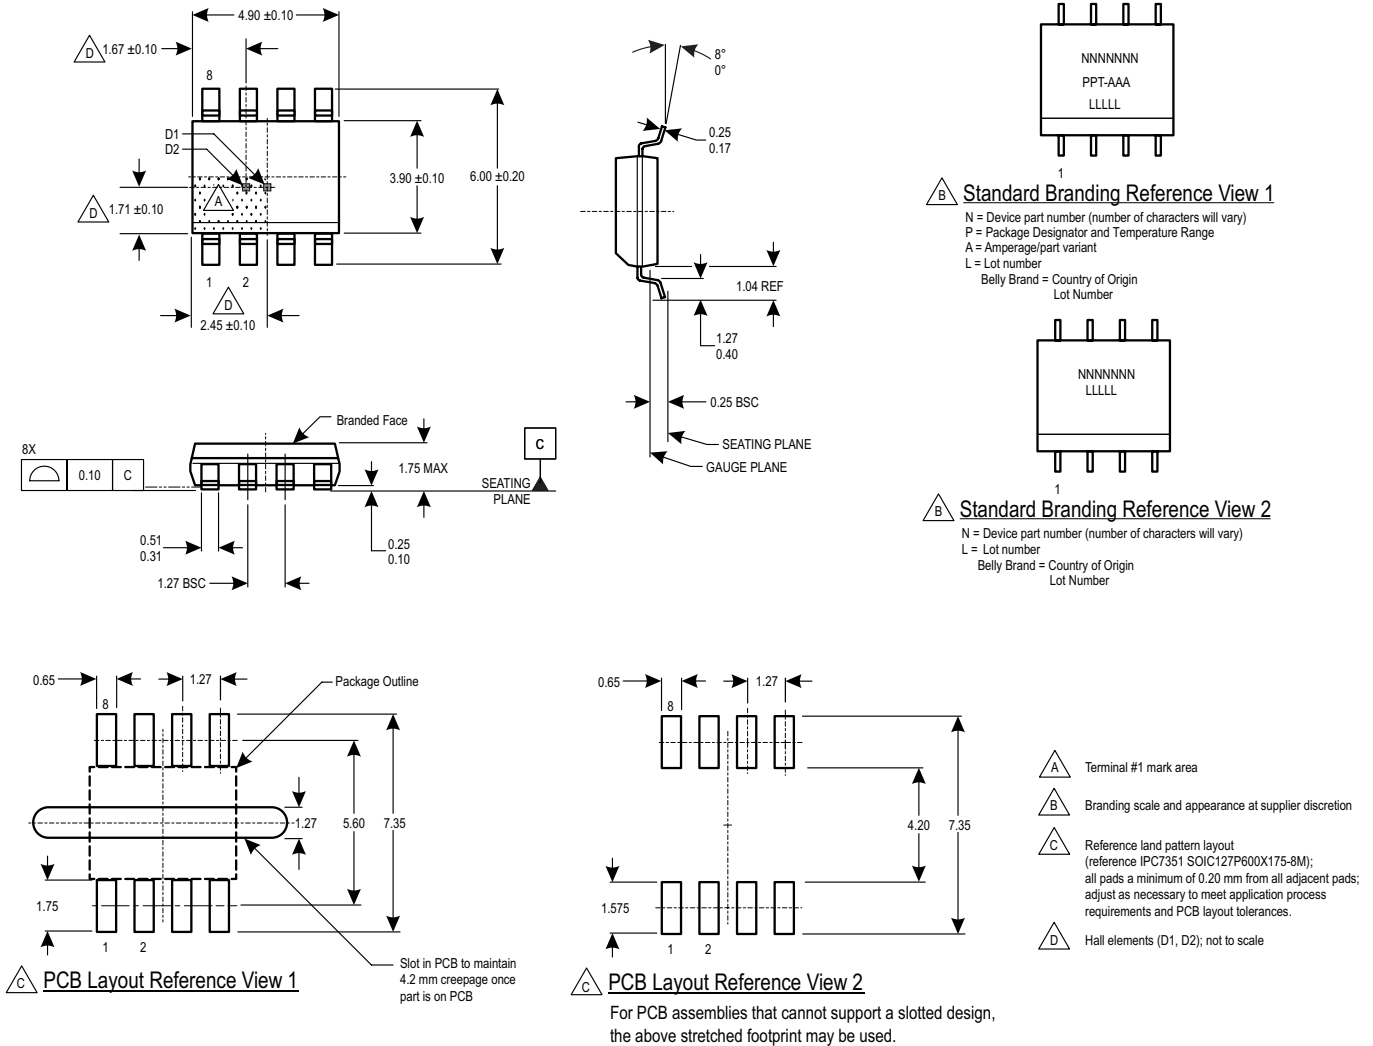 4.90 ±0.10
D
1.67 ±0.10
8
D1
D2
A
D
1.71 ±0.10
3.90 ±0.10
6.00 ±0.20
1
2
D
2.45 ±0.10
8°
0°
0.25
0.17
1.04 REF
1.27
0.40
0.25 BSC
SEATING PLANE
GAUGE PLANE
NNNNNNN
PPT-AAA
LLLLL
1
B
Standard Branding Reference View 1
N = Device part number (number of characters will vary)
P = Package Designator and Temperature Range
A = Amperage/part variant
L = Lot number
Belly Brand = Country of Origin
Lot Number
NNNNNNN
LLLLL
1
B
Standard Branding Reference View 2
N = Device part number (number of characters will vary)
L = Lot number
Belly Brand = Country of Origin
Lot Number
8X
0.10
C
Branded Face
1.75 MAX
C
SEATING
PLANE
0.51
0.31
0.25
0.10
1.27 BSC
0.65
8
1.27
Package Outline
1.27
5.60
7.35
1.75
1
2
Slot in PCB to maintain
4.2 mm creepage once
part is on PCB
C
PCB Layout Reference View 1
0.65
8
1.27
4.20
7.35
1.575
1
2
C
PCB Layout Reference View 2
For PCB assemblies that cannot support a slotted design,
the above stretched footprint may be used.
A
Terminal #1 mark area
B
Branding scale and appearance at supplier discretion
C
Reference land pattern layout
(reference IPC7351 SOIC127P600X175-8M);
all pads a minimum of 0.20 mm from all adjacent pads;
adjust as necessary to meet application process
requirements and PCB layout tolerances.
D
Hall elements (D1, D2); not to scale